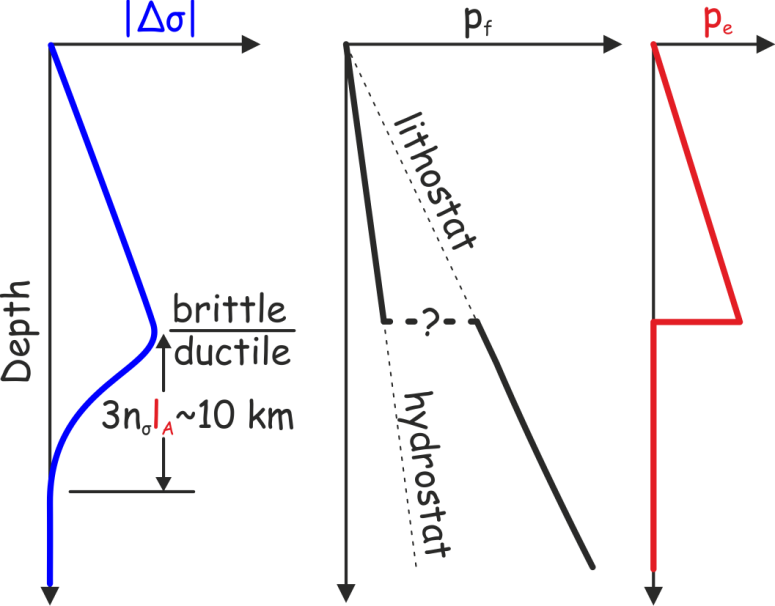 |Δσ|
p_f
p_e
lithostat
Depth
brittle
ductile
?
3n_σl_A~10 km
hydrostat